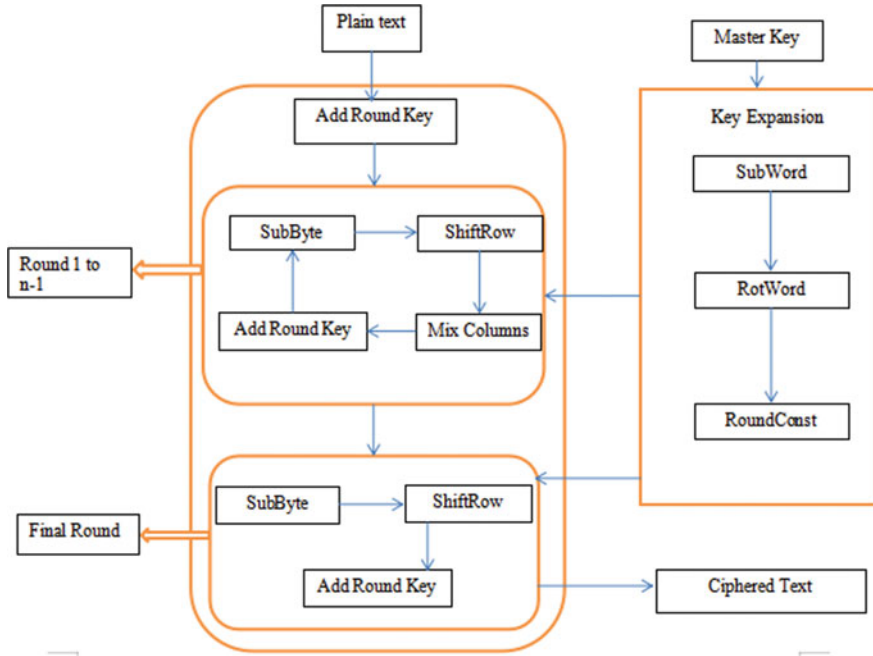 Plain text
Master Key
Add Round Key
Key Expansion
SubWord
SubByte
ShiftRow
Round 1 to
n-1
RotWord
Add Round Key
Mix Columns
RoundConst
SubByte
ShiftRow
Final Round
Add Round Key
Ciphered Text